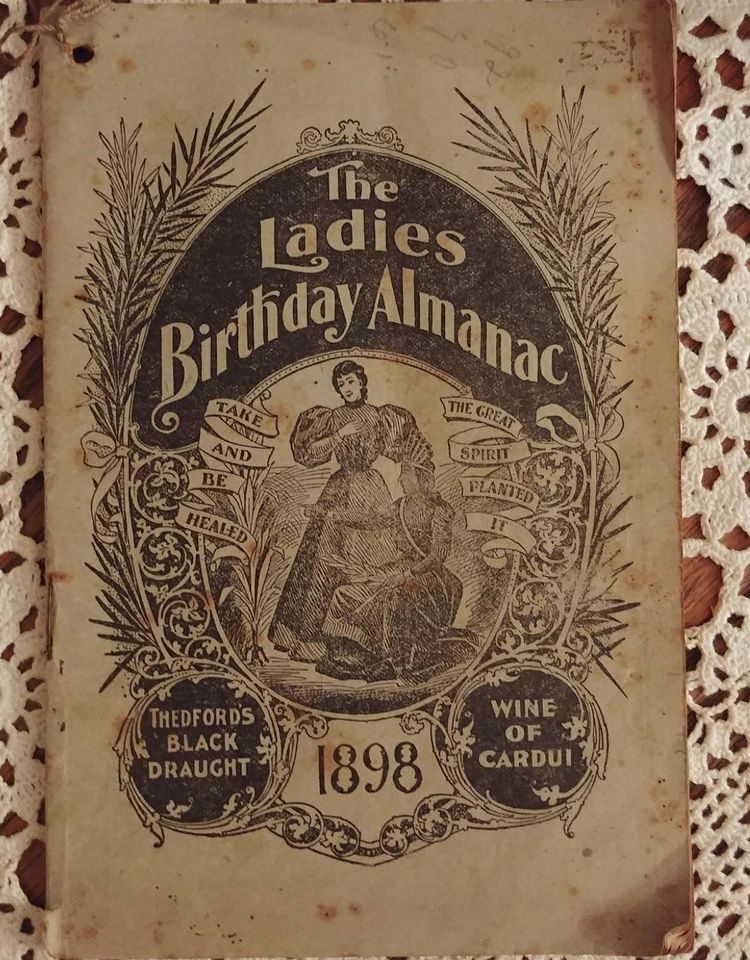 The
Ladies
Birthday Almanac
TAKE
AND
BE
HEALED
THE GREAT
SPIRIT
PLANTED
IT
THEDFORD'S
BLACK
DRAUGHT
1898
WINE
OF
CARDUI